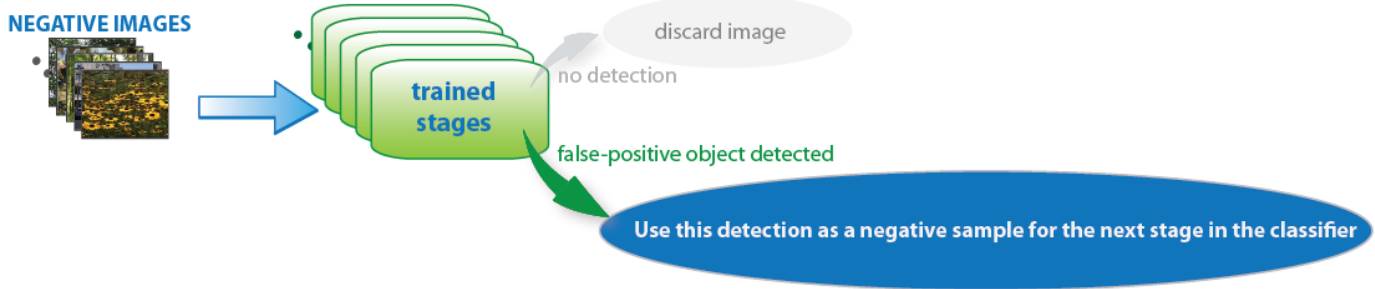 NEGATIVE IMAGES
discard image
no detection
trained
stages
false-positive object detected
Use this detection as a negative sample for the next stage in the classifier